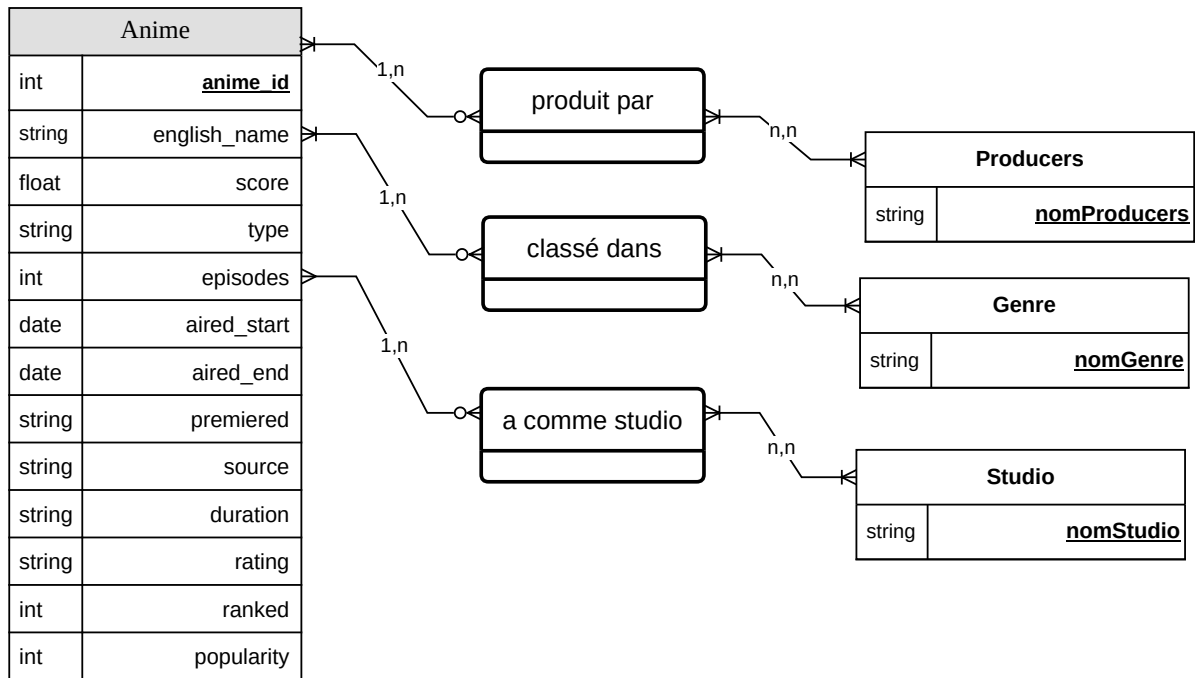 Anime
int anime_id
string english_name
float score
string type
int episodes
date aired_start
date aired_end
string premiered
string source
string duration
string rating
int ranked
int popularity
1,n
produit par
n,n
Producers
string nomProducers
1,n
classé dans
n,n
Genre
string nomGenre
1,n
a comme studio
n,n
Studio
string nomStudio